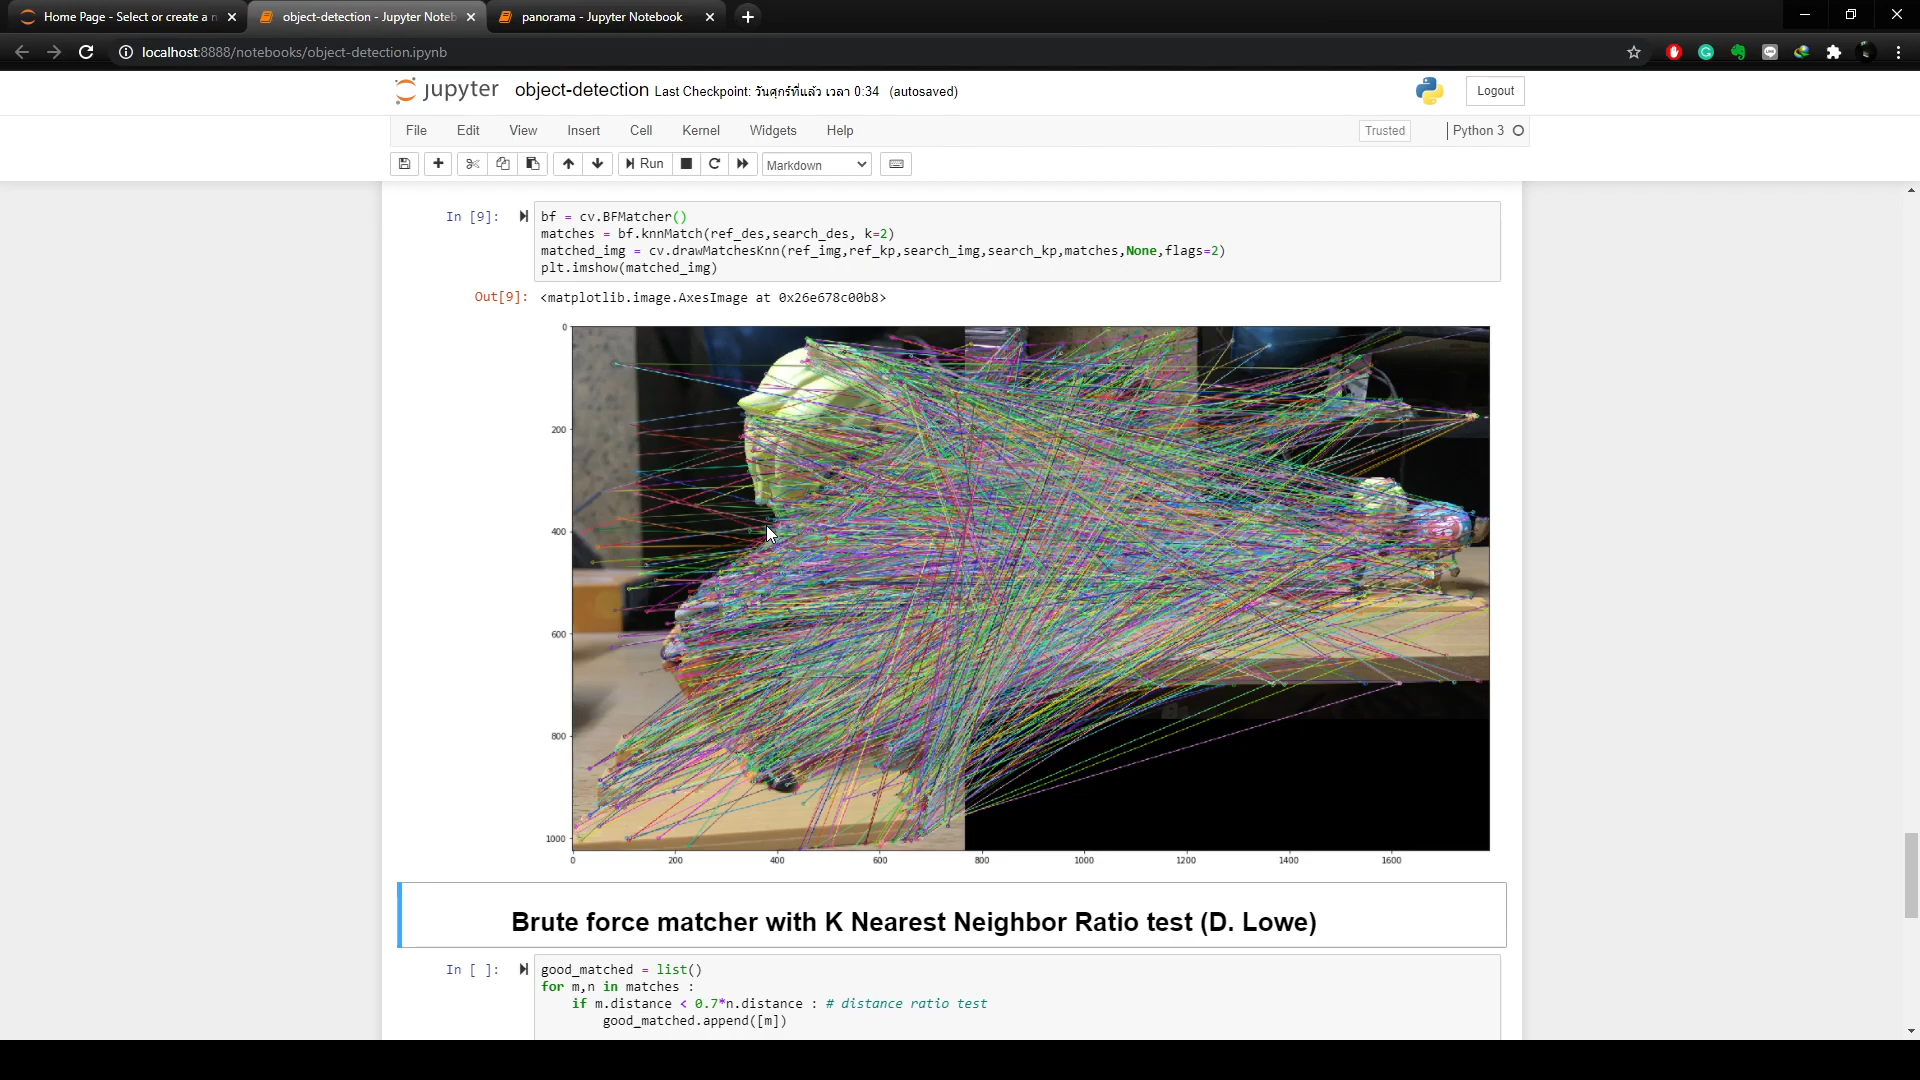 Home Page - Select or create a n
object-detection - Jupyter Noteb
panorama - Jupyter Notebook
localhost:8888/notebooks/object-detection.ipynb
jupyter object-detection Last Checkpoint: วันศุกร์ที่แล้ว เวลา 0:34 (autosaved)
Logout
File Edit View Insert Cell Kernel Widgets Help
Trusted Python 3
Run Markdown
In [9]: bf = cv.BFMatcher()
matches = bf.knnMatch(ref_des,search_des, k=2)
matched_img = cv.drawMatchesKnn(ref_img,ref_kp,search_img,search_kp,matches,None,flags=2)
plt.imshow(matched_img)
Out[9]: <matplotlib.image.AxesImage at 0x26e678c00b8>
0
200
400
600
800
1000
0 200 400 600 800 1000 1200 1400 1600
Brute force matcher with K Nearest Neighbor Ratio test (D. Lowe)
In [ ]: good_matched = list()
for m,n in matches :
if m.distance < 0.7*n.distance : # distance ratio test
good_matched.append([m])